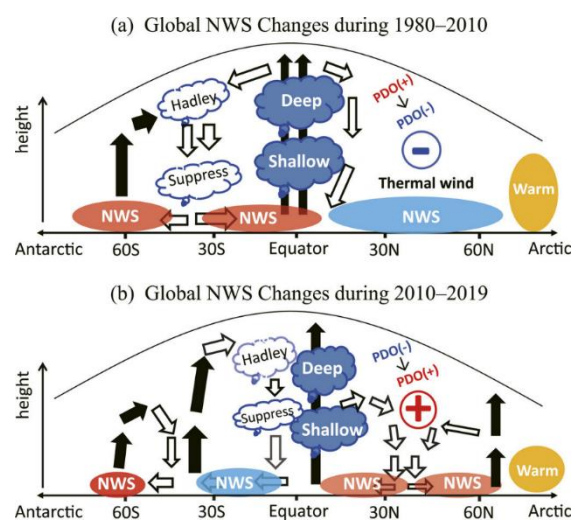 (a) Global NWS Changes during 1980–2010
height
Hadley
Suppress
Deep
Shallow
PDO(+)
PDO(-)
-
Thermal wind
Warm
NWS
NWS
NWS
Antarctic 60S 30S Equator 30N 60N Arctic
(b) Global NWS Changes during 2010–2019
height
Hadley
Suppress
Deep
Shallow
PDO(-)
PDO(+)
+
Warm
NWS
NWS
NWS
NWS
Antarctic 60S 30S Equator 30N 60N Arctic